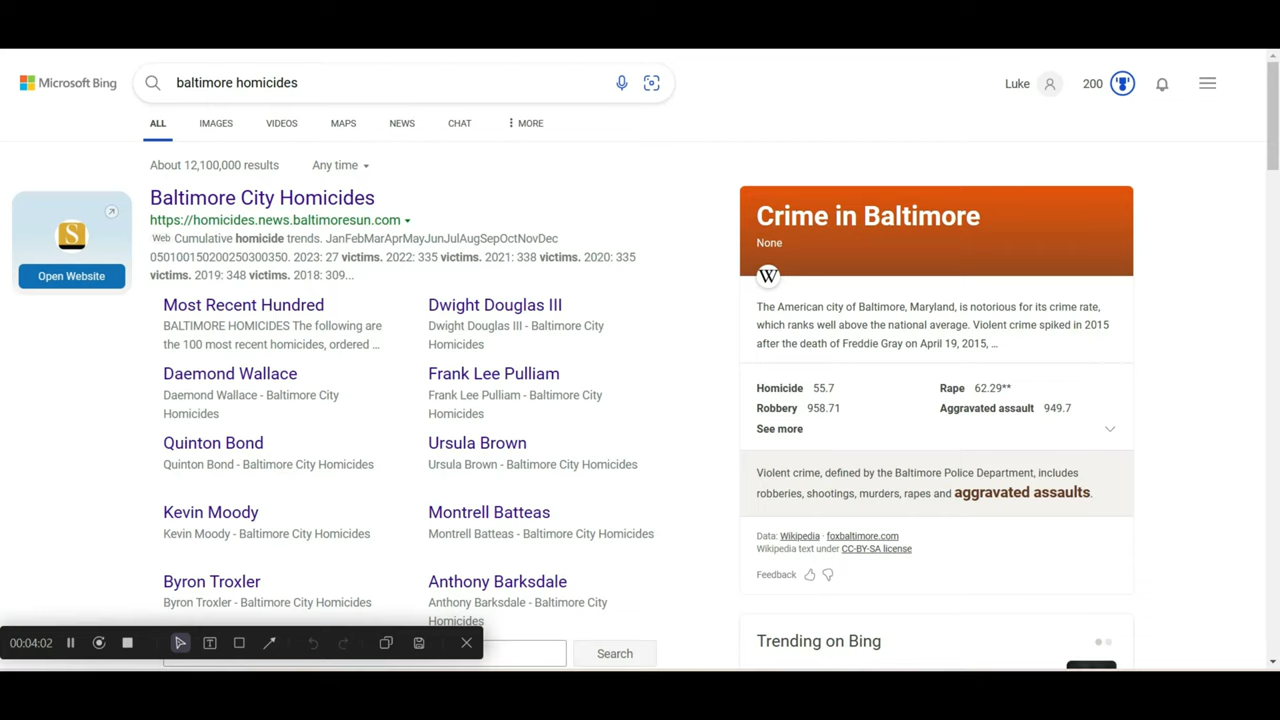 Microsoft Bing
baltimore homicides
Luke
200
ALL
IMAGES
VIDEOS
MAPS
NEWS
CHAT
MORE
About 12,100,000 results
Any time
S
Open Website
Baltimore City Homicides
https://homicides.news.baltimoresun.com
Web Cumulative homicide trends. JanFebMarAprMayJunJulAugSepOctNovDec
050100150200250300350. 2023: 27 victims. 2022: 335 victims. 2021: 338 victims. 2020: 335
victims. 2019: 348 victims. 2018: 309...
Most Recent Hundred
BALTIMORE HOMICIDES The following are
the 100 most recent homicides, ordered ...
Dwight Douglas III
Dwight Douglas III - Baltimore City
Homicides
Daemond Wallace
Daemond Wallace - Baltimore City
Homicides
Frank Lee Pulliam
Frank Lee Pulliam - Baltimore City
Homicides
Quinton Bond
Quinton Bond - Baltimore City Homicides
Ursula Brown
Ursula Brown - Baltimore City Homicides
Kevin Moody
Kevin Moody - Baltimore City Homicides
Montrell Batteas
Montrell Batteas - Baltimore City Homicides
Byron Troxler
Byron Troxler - Baltimore City Homicides
Anthony Barksdale
Anthony Barksdale - Baltimore City
Homicides
00:04:02
T
Search
Crime in Baltimore
None
W
The American city of Baltimore, Maryland, is notorious for its crime rate,
which ranks well above the national average. Violent crime spiked in 2015
after the death of Freddie Gray on April 19, 2015, ...
Homicide 55.7
Rape 62.29**
Robbery 958.71
Aggravated assault 949.7
See more
Violent crime, defined by the Baltimore Police Department, includes
robberies, shootings, murders, rapes and aggravated assaults.
Data: Wikipedia · foxbaltimore.com
Wikipedia text under CC-BY-SA license
Feedback
Trending on Bing